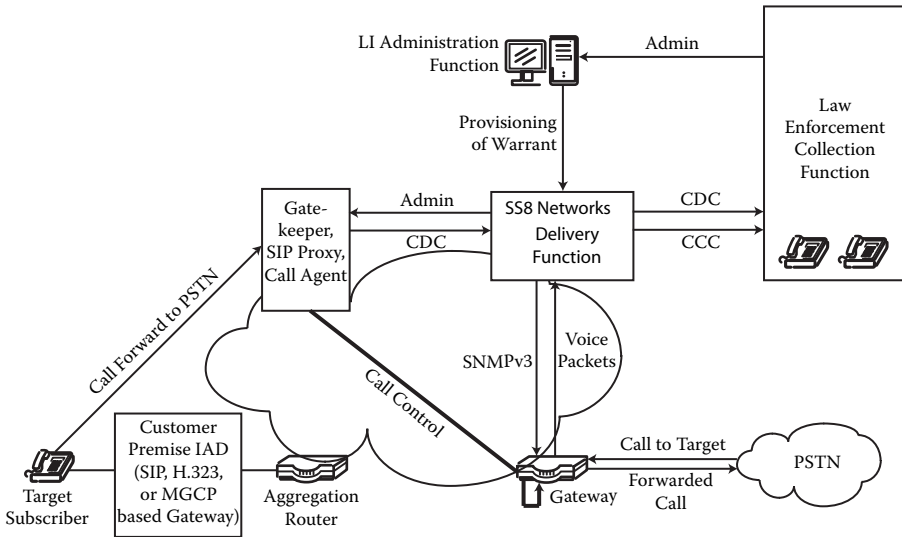 LI Administration
Function
Admin
Law
Enforcement
Collection
Function
Provisioning
of Warrant
Gate-
keeper,
SIP Proxy,
Call Agent
Admin
CDC
SS8 Networks
Delivery
Function
CDC
CCC
Call Forward to PSTN
SNMPv3
Voice
Packets
Call Control
Target
Subscriber
Customer
Premise IAD
(SIP, H.323,
or MGCP
based Gateway)
Aggregation
Router
Gateway
Call to Target
Forwarded
Call
PSTN